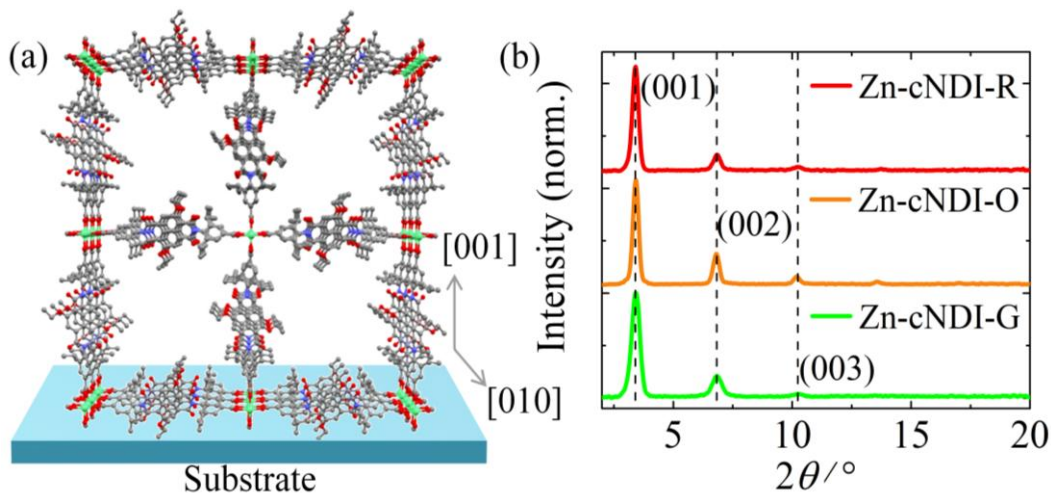 (a)
[001]
[010]
Substrate
(b)
Intensity (norm.)
(001)
Zn-cNDI-R
(002)
Zn-cNDI-O
(003)
Zn-cNDI-G
5 10 15 20
2θ/°